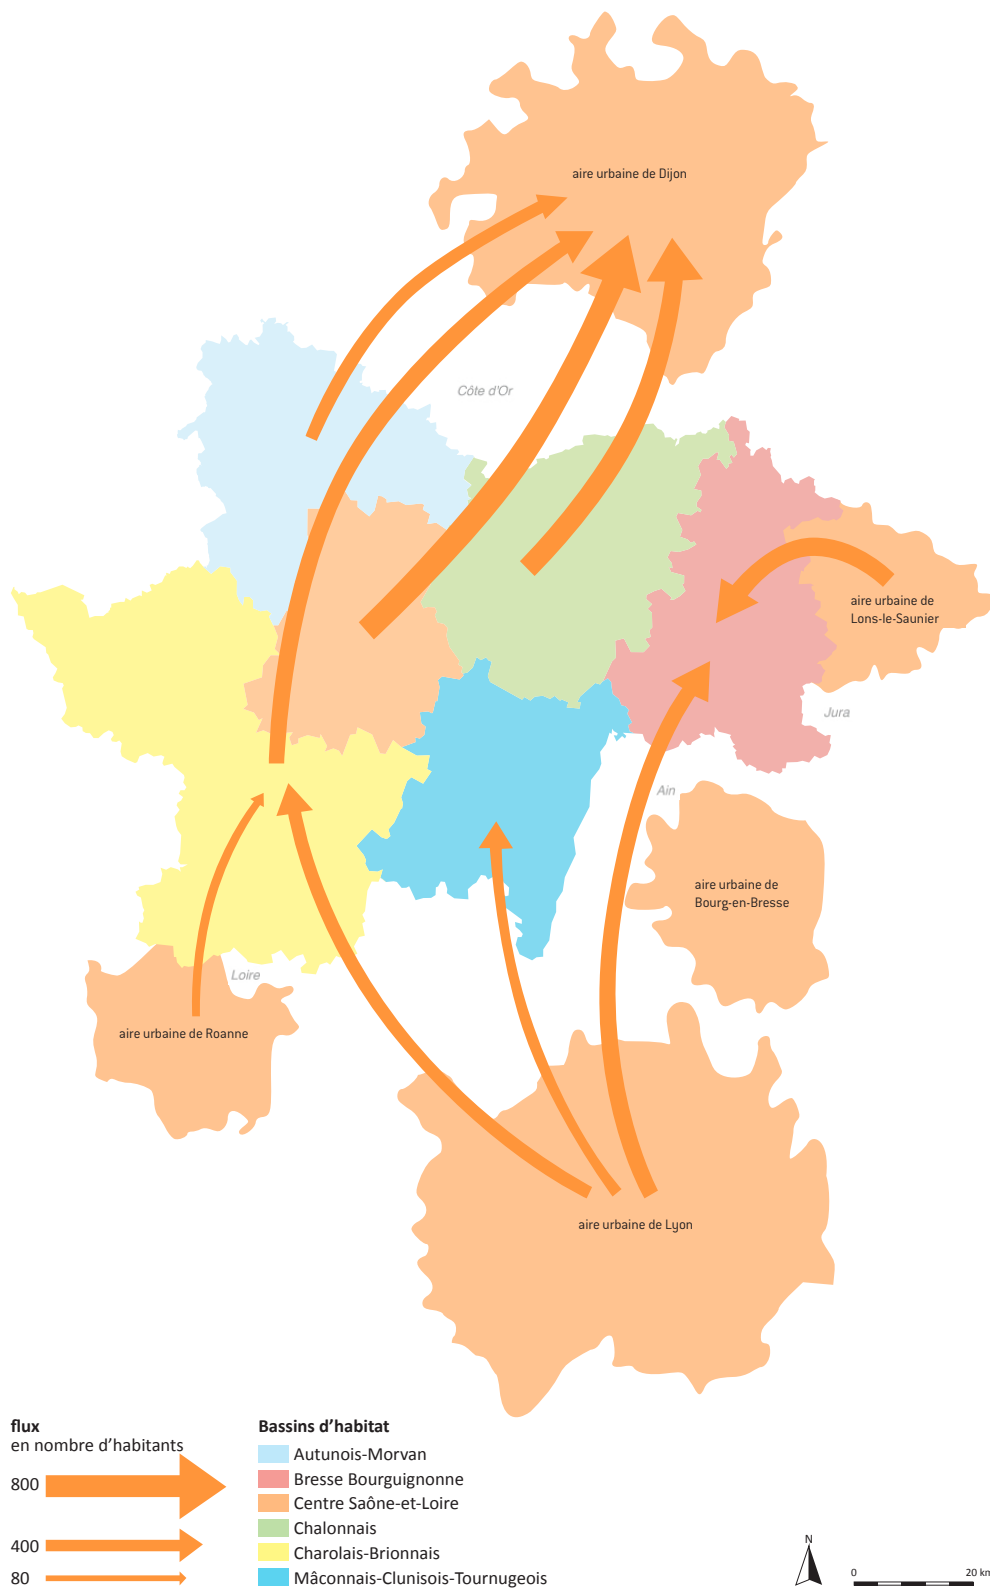 aire urbaine de Dijon
Côte d'Or
aire urbaine de
Lons-le-Saunier
Jura
Ain
aire urbaine de
Bourg-en-Bresse
Loire
aire urbaine de Roanne
aire urbaine de Lyon
flux
en nombre d'habitants
800
400
80
Bassins d'habitat
Autunois-Morvan
Bresse Bourguignonne
Centre Saône-et-Loire
Chalonnais
Charolais-Brionnais
Mâconnais-Clunisois-Tournugeois
N
0 20 km